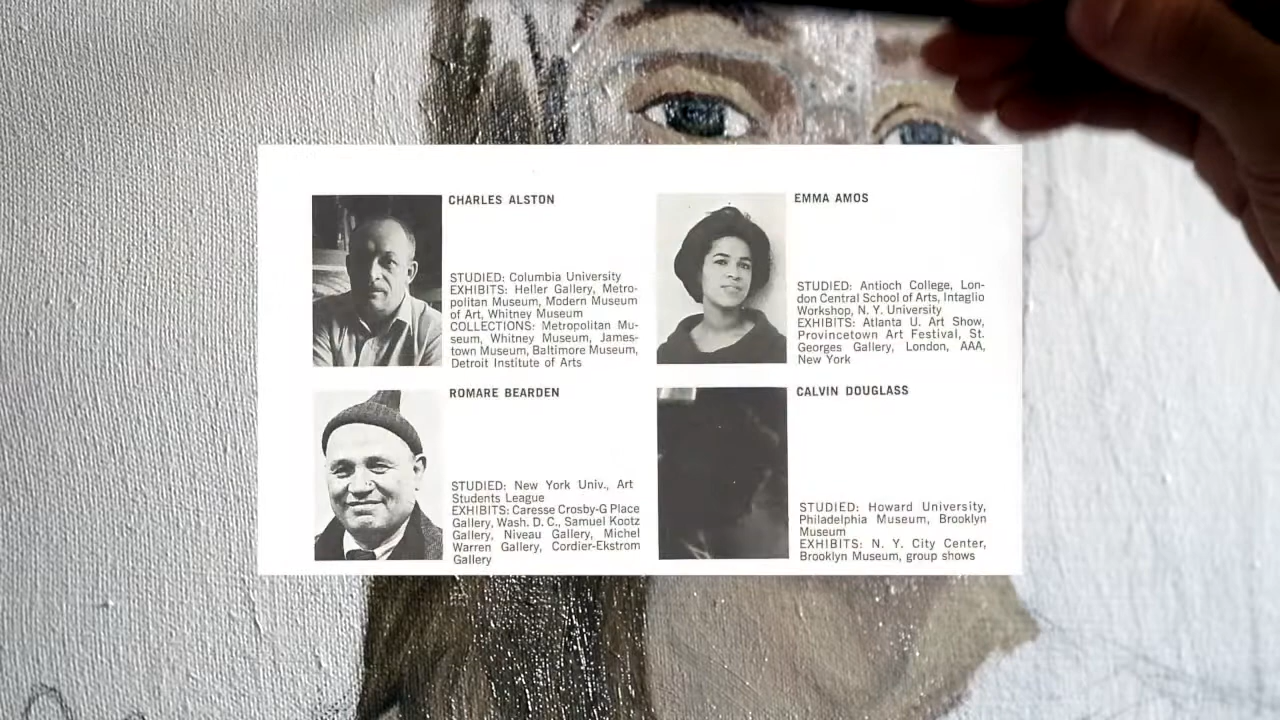 CHARLES ALSTON
STUDIED: Columbia University
EXHIBITS: Heller Gallery, Metro-
politan Museum, Modern Museum
of Art, Whitney Museum
COLLECTIONS: Metropolitan Mu-
seum, Whitney Museum, James-
town Museum, Baltimore Museum,
Detroit Institute of Arts
EMMA AMOS
STUDIED: Antioch College, Lon-
don Central School of Arts, Intaglio
Workshop, N. Y. University
EXHIBITS: Atlanta U. Art Show,
Provincetown Art Festival, St.
Georges Gallery, London, AAA,
New York
ROMARE BEARDEN
STUDIED: New York Univ., Art
Students League
EXHIBITS: Caresse Crosby-G Place
Gallery, Wash. D. C., Samuel Kootz
Gallery, Niveau Gallery, Michel
Warren Gallery, Cordier-Ekstrom
Gallery
CALVIN DOUGLASS
STUDIED: Howard University,
Philadelphia Museum, Brooklyn
Museum
EXHIBITS: N. Y. City Center,
Brooklyn Museum, group shows